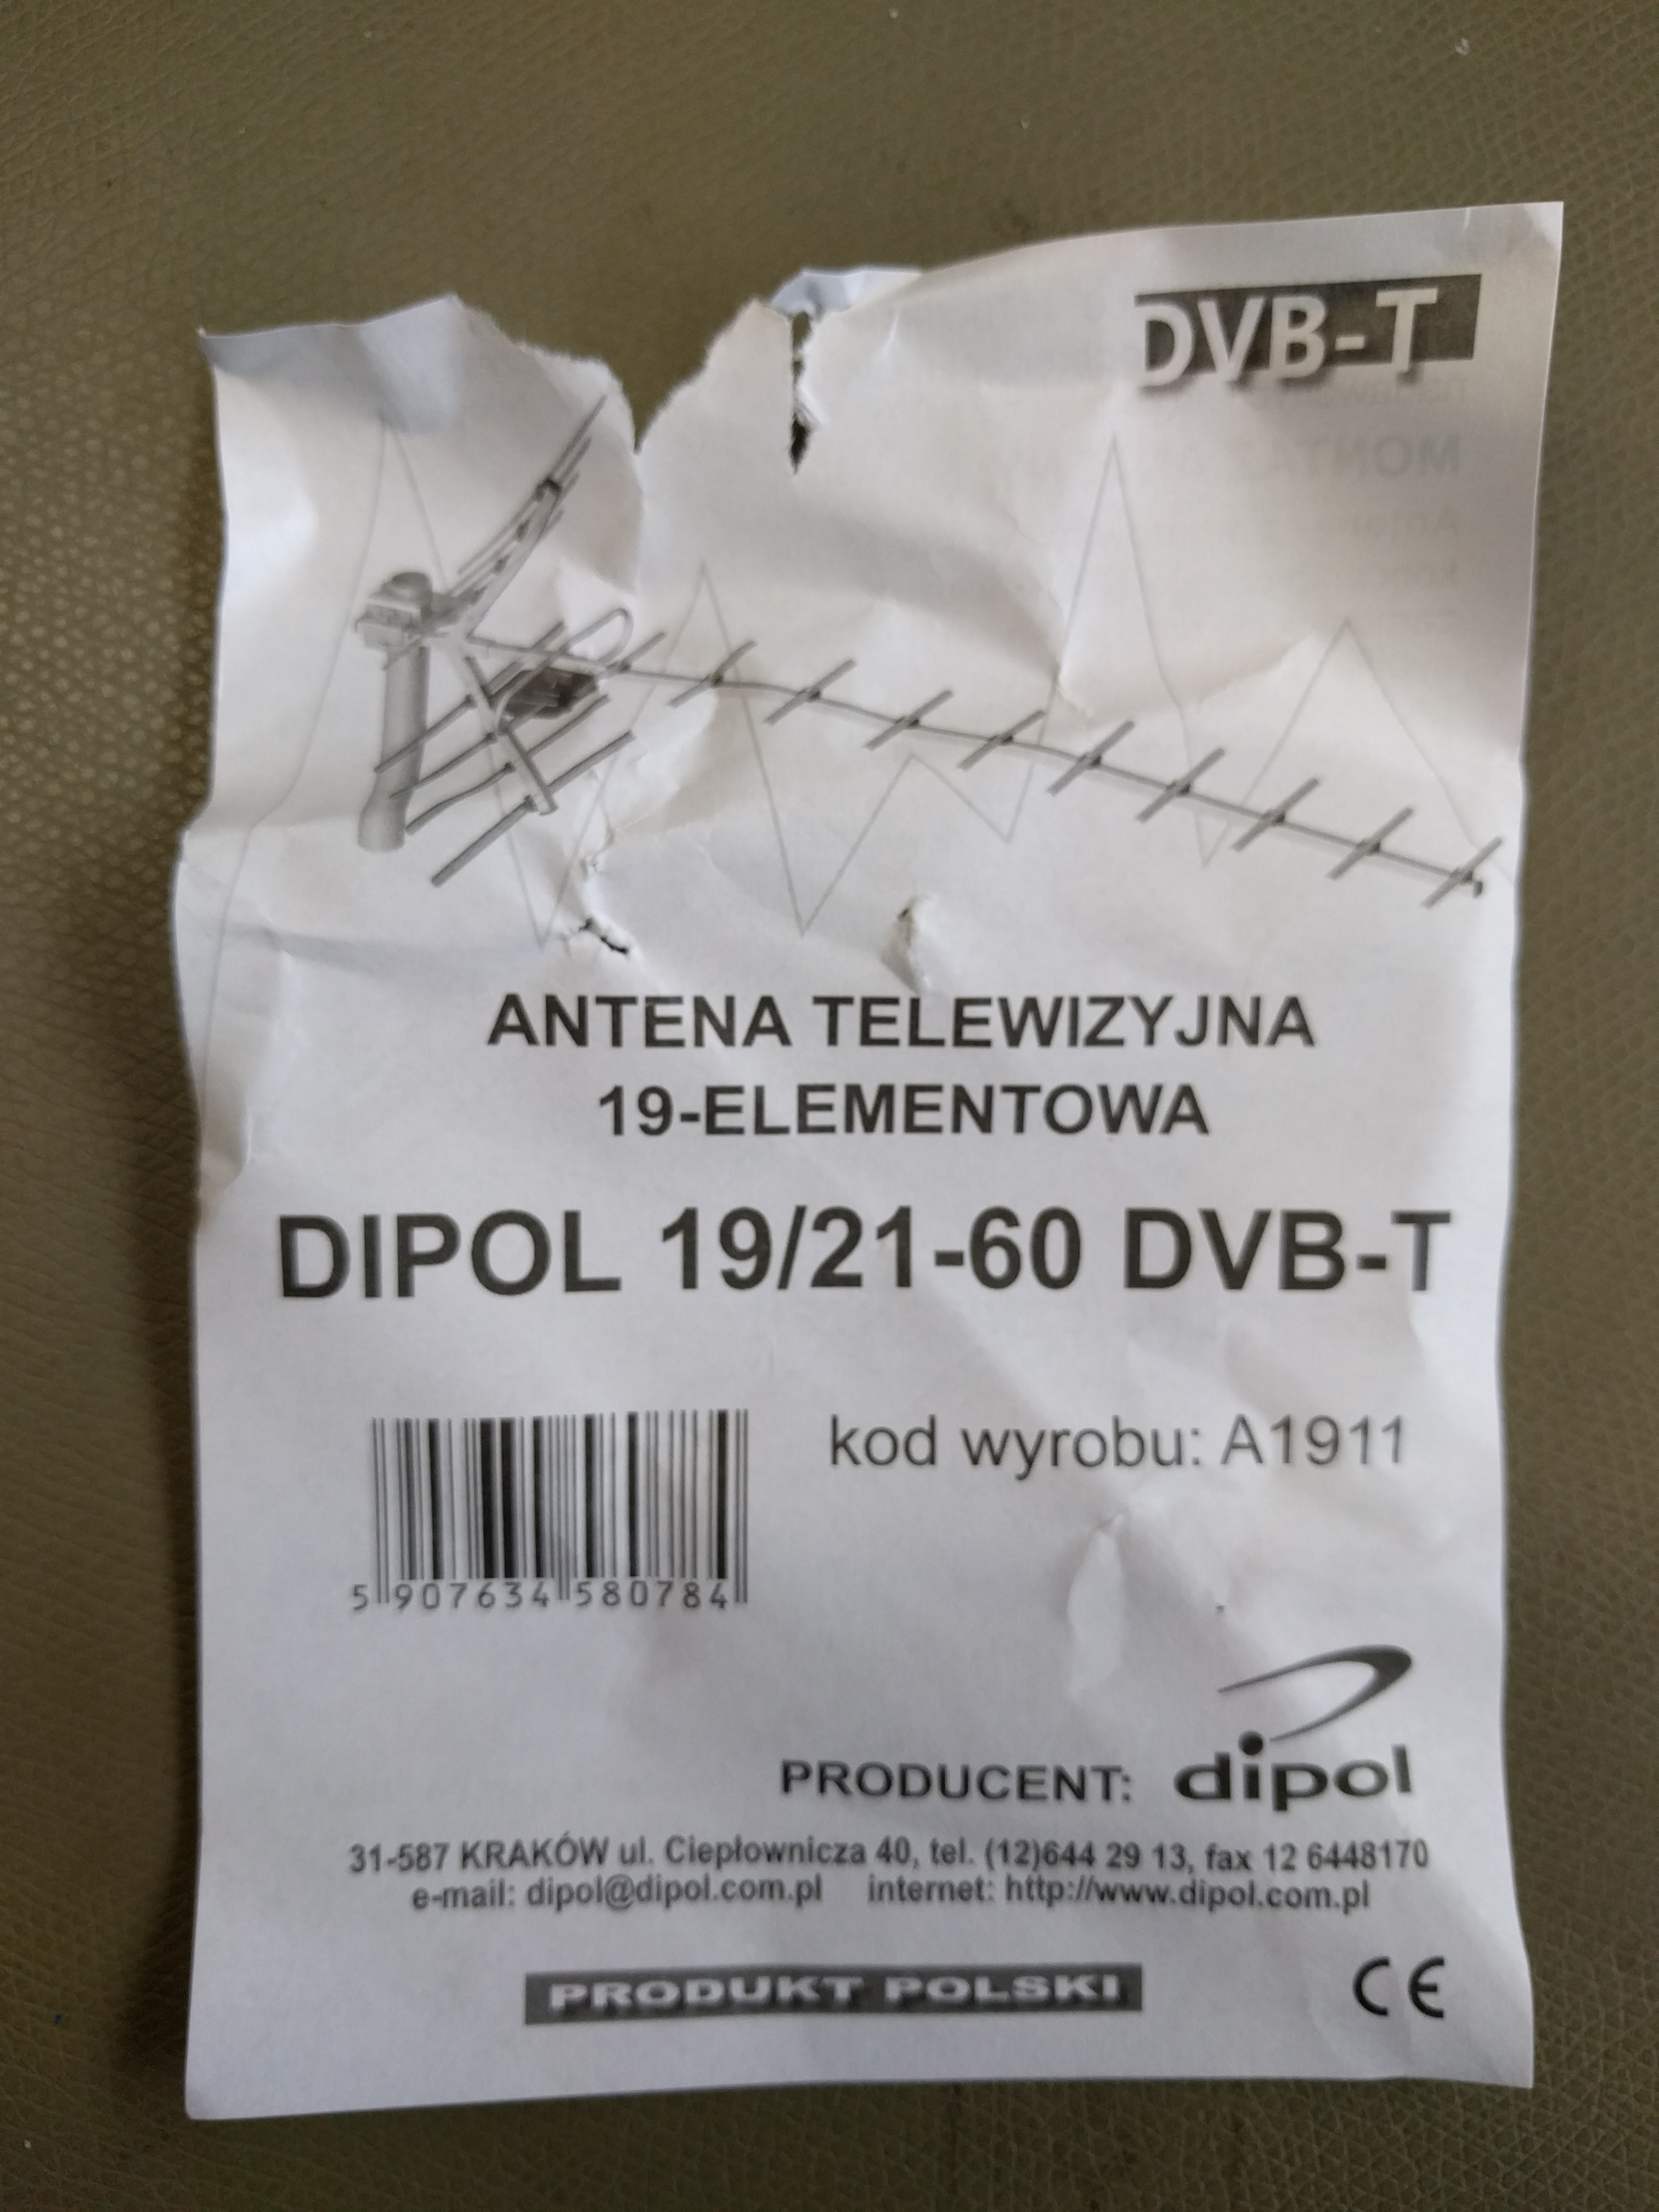 DVB-T
ANTENA TELEWIZYJNA
19-ELEMENTOWA
DIPOL 19/21-60 DVB-T
kod wyrobu: A1911
5 907634 580784
PRODUCENT: dipol
31-587 KRAKÓW ul. Ciepłownicza 40, tel. (12)644 29 13, fax 12 6448170
e-mail: dipol@dipol.com.pl internet: http://www.dipol.com.pl
PRODUKT POLSKI
CE